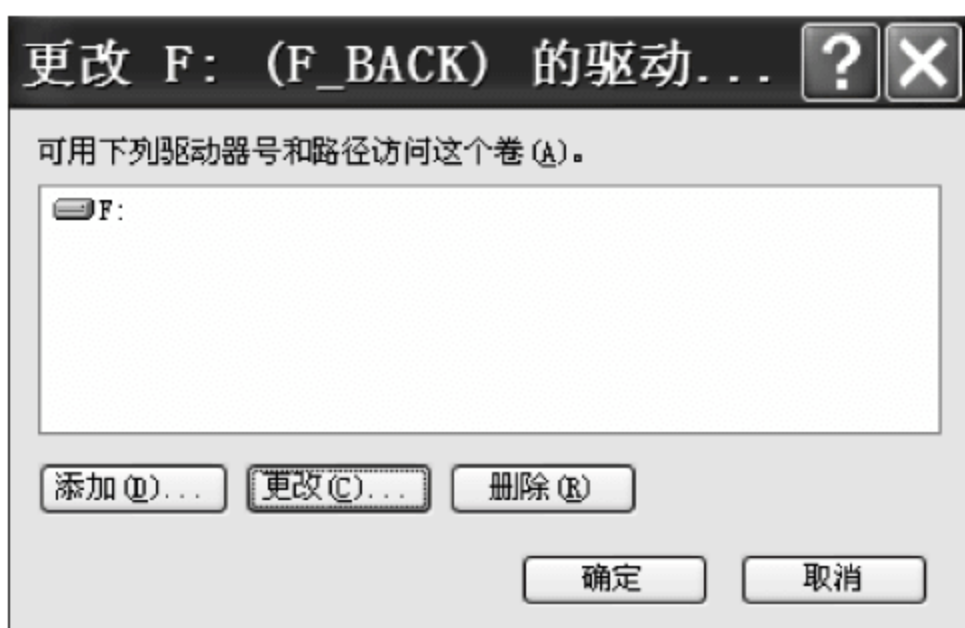 更改 F: (F_BACK) 的驱动...
可用下列驱动器号和路径访问这个卷(A)。
F:
添加(D)... 更改(C)... 删除(R)
确定 取消